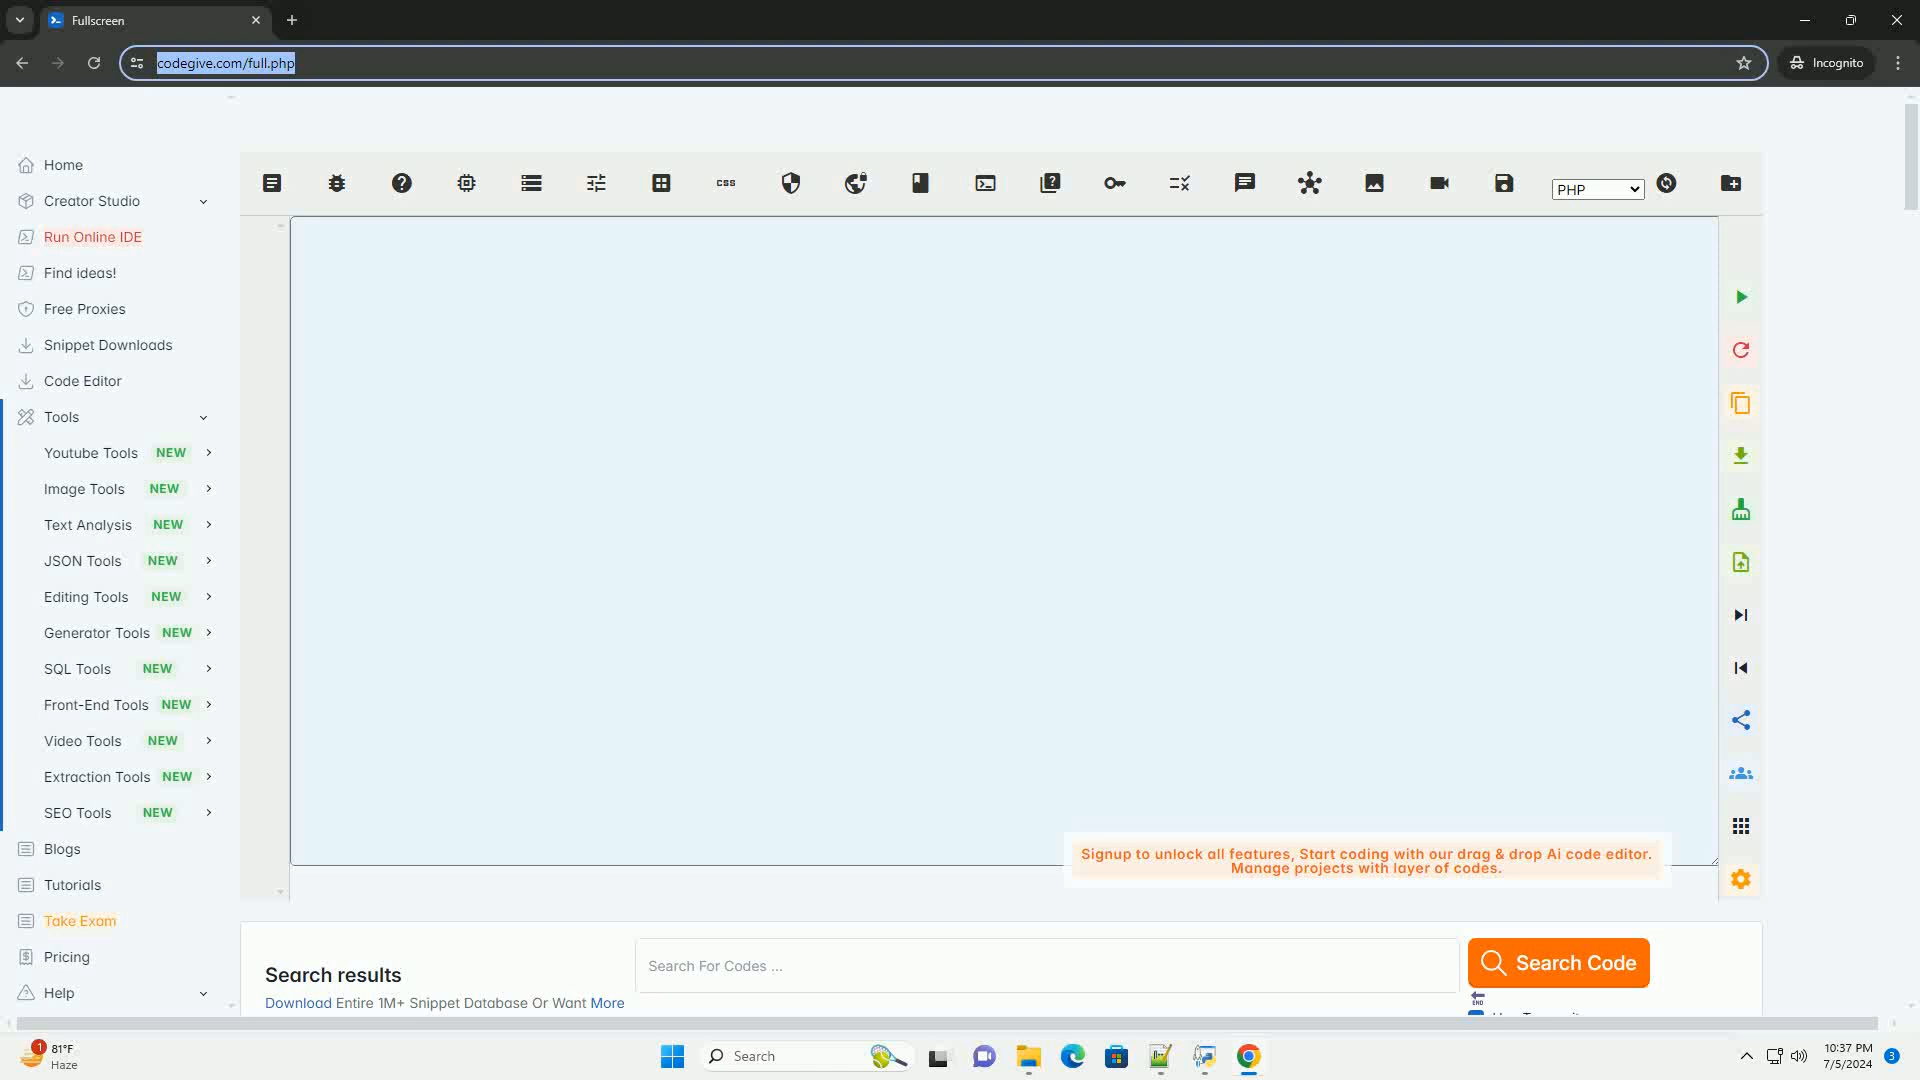 Fullscreen
codegive.com/full.php
Incognito
Home
Creator Studio
Run Online IDE
Find ideas!
Free Proxies
Snippet Downloads
Code Editor
Tools
Youtube Tools NEW
Image Tools NEW
Text Analysis NEW
JSON Tools NEW
Editing Tools NEW
Generator Tools NEW
SQL Tools NEW
Front-End Tools NEW
Video Tools NEW
Extraction Tools NEW
SEO Tools NEW
Blogs
Tutorials
Take Exam
Pricing
Help
CSS
PHP
Signup to unlock all features, Start coding with our drag & drop Ai code editor.
Manage projects with layer of codes.
Search results
Search For Codes ...
Search Code
Download Entire 1M+ Snippet Database Or Want More
END
1
81°F
Haze
Search
10:37 PM
7/5/2024
3